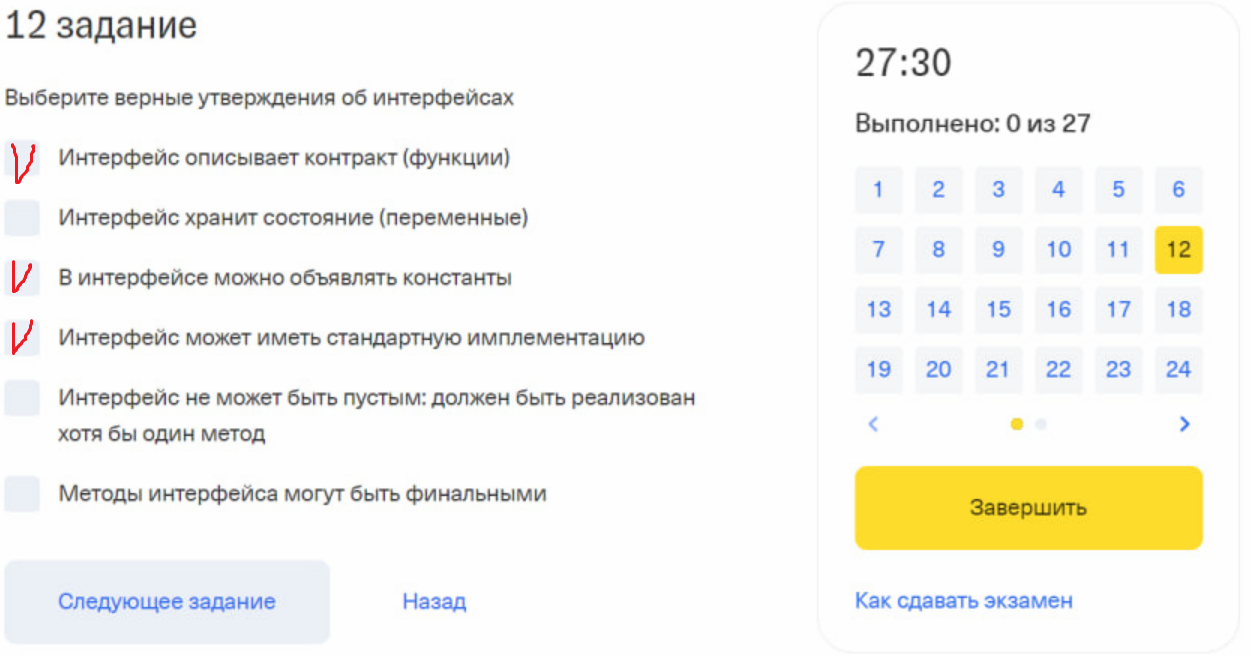 12 задание
Выберите верные утверждения об интерфейсах
Интерфейс описывает контракт (функции)
Интерфейс хранит состояние (переменные)
В интерфейсе можно объявлять константы
Интерфейс может иметь стандартную имплементацию
Интерфейс не может быть пустым: должен быть реализован
хотя бы один метод
Методы интерфейса могут быть финальными
Следующее задание Назад
27:30
Выполнено: 0 из 27
1 2 3 4 5 6
7 8 9 10 11 12
13 14 15 16 17 18
19 20 21 22 23 24
Завершить
Как сдавать экзамен